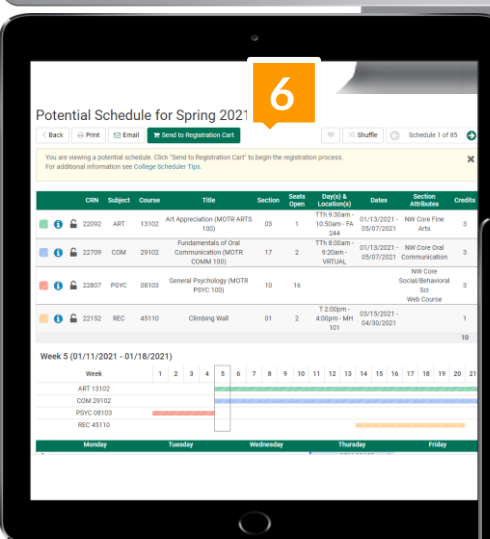 6
Potential Schedule for Spring 2021
Back Print Email Send to Registration Cart Shuffle Schedule 1 of 85
You are viewing a potential schedule. Click "Send to Registration Cart" to begin the registration process.
For additional information see College Scheduler Tips.
CRN Subject Course Title Section Seats Open Day(s) & Location(s) Dates Section Attributes Credits
22092 ART 13102 Art Appreciation (MOTR ARTS 100) 03 1 TTh 9:30am - 10:50am - FA 244 01/13/2021 - 05/07/2021 NW Core Fine Arts 3
22709 COM 29102 Fundamentals of Oral Communication (MOTR COMM 100) 17 2 TTh 8:00am - 9:20am - VIRTUAL 01/13/2021 - 05/07/2021 NW Core Oral Communication 3
22807 PSYC 08103 General Psychology (MOTR PSYC 100) 10 16 NW Core Social/Behavioral Sci Web Course 3
22152 REC 45110 Climbing Wall 01 2 T 2:00pm - 4:00pm - MH 101 03/15/2021 - 04/30/2021 1
10
Week 5 (01/11/2021 - 01/18/2021)
Week 1 2 3 4 5 6 7 8 9 10 11 12 13 14 15 16 17 18 19 20 21
ART 13102
COM 29102
PSYC 08103
REC 45110
Monday Tuesday Wednesday Thursday Friday